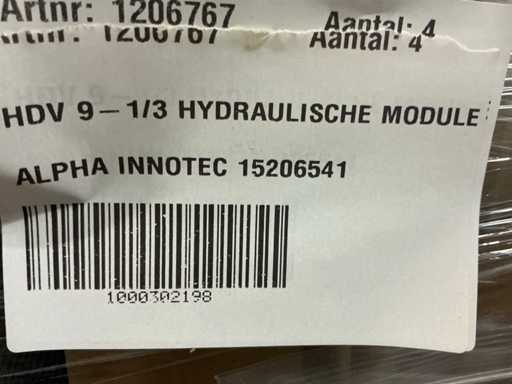 Artnr: 1206767 Aantal: 4
Artnr: 1206767 Aantal: 4
HDV 9-1/3 HYDRAULISCHE MODULE
ALPHA INNOTEC 15206541
1000302198